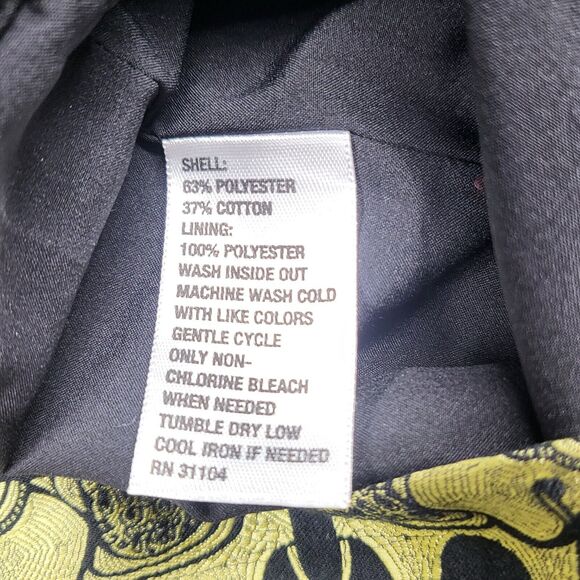 SHELL:
63% POLYESTER
37% COTTON
LINING:
100% POLYESTER
WASH INSIDE OUT
MACHINE WASH COLD
WITH LIKE COLORS
GENTLE CYCLE
ONLY NON-
CHLORINE BLEACH
WHEN NEEDED
TUMBLE DRY LOW
COOL IRON IF NEEDED
RN 31104